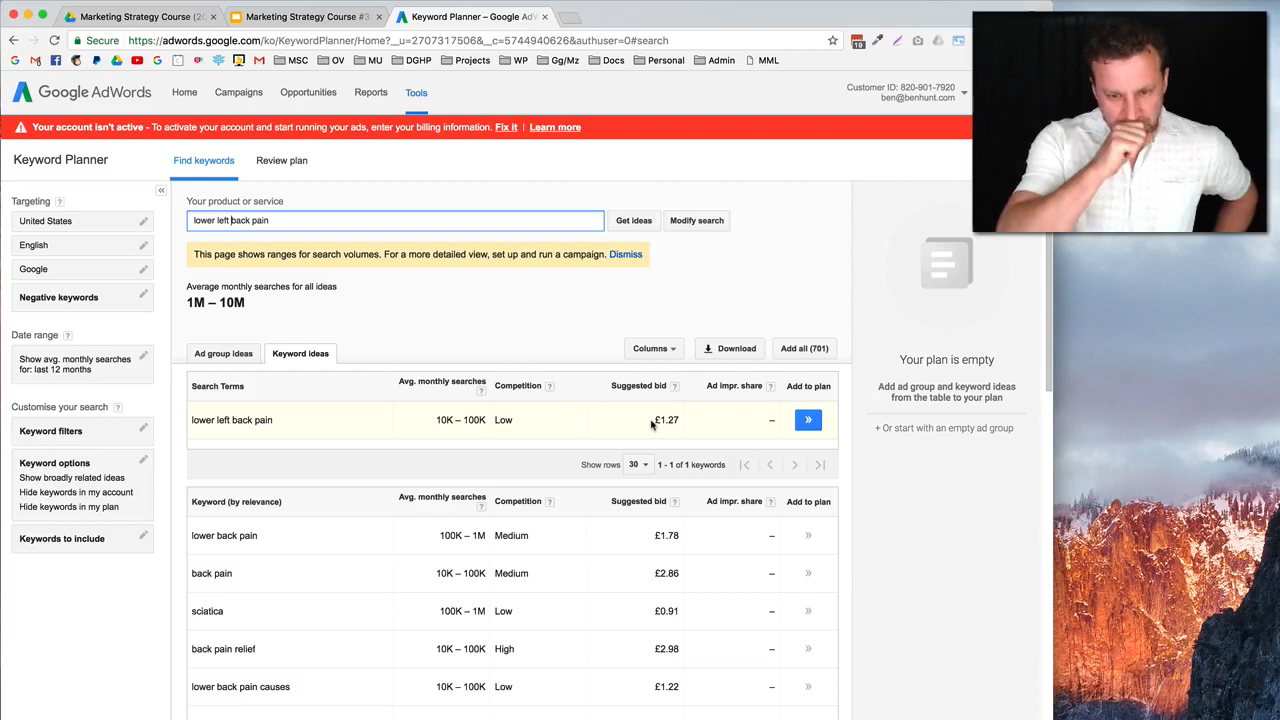 Marketing Strategy Course (20
Marketing Strategy Course #3
Keyword Planner – Google AdW
Secure
https://adwords.google.com/ko/KeywordPlanner/Home?__u=2707317506&__c=5744940626&authuser=0#search
19
MSC
OV
MU
DGHP
Projects
WP
Gg/Mz
Docs
Personal
Admin
MML
Google AdWords
Home
Campaigns
Opportunities
Reports
Tools
Customer ID: 820-901-7920
ben@benhunt.com
Your account isn't active - To activate your account and start running your ads, enter your billing information. Fix it | Learn more
Keyword Planner
Find keywords
Review plan
Targeting ?
United States
English
Google
Negative keywords
Date range ?
Show avg. monthly searches
for: last 12 months
Customise your search ?
Keyword filters
Keyword options
Show broadly related ideas
Hide keywords in my account
Hide keywords in my plan
Keywords to include
Your product or service
lower left back pain
Get ideas
Modify search
This page shows ranges for search volumes. For a more detailed view, set up and run a campaign. Dismiss
Average monthly searches for all ideas
1M – 10M
Ad group ideas
Keyword ideas
Columns
Download
Add all (701)
Search Terms
Avg. monthly searches ?
Competition ?
Suggested bid ?
Ad impr. share ?
Add to plan
lower left back pain 10K – 100K Low £1.27 – »
Show rows 30 1 - 1 of 1 keywords
Keyword (by relevance)
Avg. monthly searches ?
Competition ?
Suggested bid ?
Ad impr. share ?
Add to plan
lower back pain 100K – 1M Medium £1.78 – »
back pain 10K – 100K Medium £2.86 – »
sciatica 100K – 1M Low £0.91 – »
back pain relief 10K – 100K High £2.98 – »
lower back pain causes 10K – 100K Low £1.22 – »
Your plan is empty
Add ad group and keyword ideas
from the table to your plan
+ Or start with an empty ad group